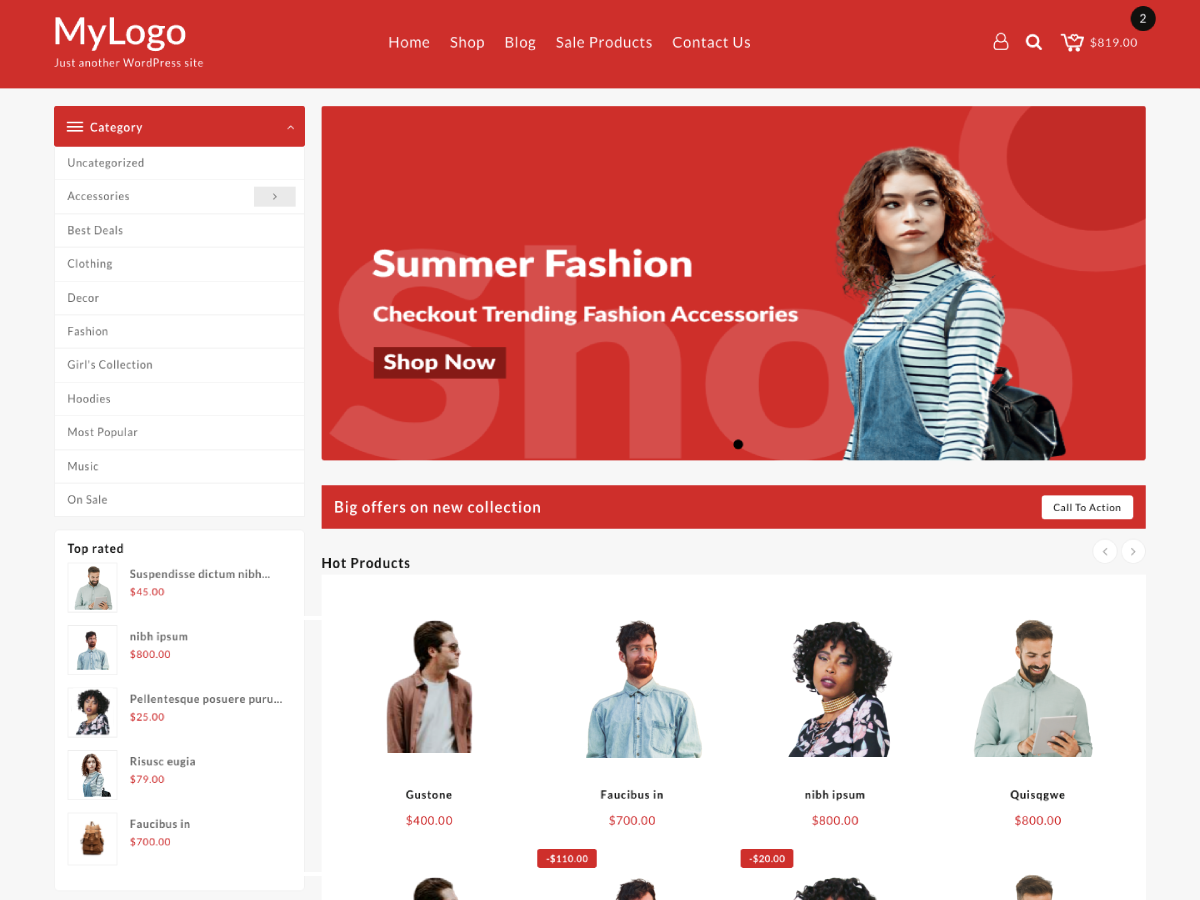 MyLogo
Just another WordPress site
Home Shop Blog Sale Products Contact Us
2
$819.00
Category
Uncategorized
Accessories
Best Deals
Clothing
Decor
Fashion
Girl's Collection
Hoodies
Most Popular
Music
On Sale
Shop
Summer Fashion
Checkout Trending Fashion Accessories
Shop Now
Big offers on new collection
Call To Action
Top rated
Suspendisse dictum nibh...
$45.00
nibh ipsum
$800.00
Pellentesque posuere puru...
$25.00
Risusc eugia
$79.00
Faucibus in
$700.00
Hot Products
Gustone
$400.00
Faucibus in
$700.00
nibh ipsum
$800.00
Quisqgwe
$800.00
-$110.00
-$20.00